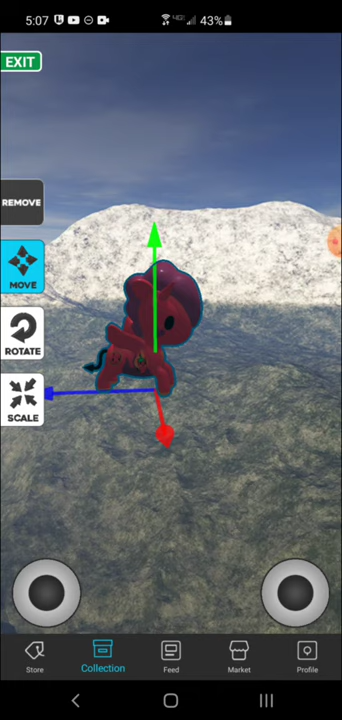 5:07
43%
EXIT
REMOVE
MOVE
ROTATE
SCALE
Store
Collection
Feed
Market
Profile